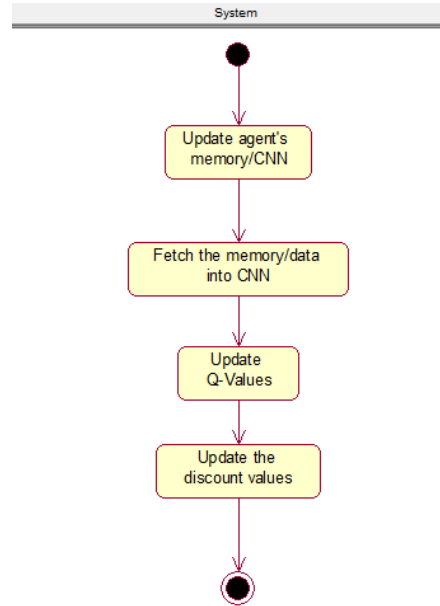 System
Update agent's
memory/CNN
Fetch the memory/data
into CNN
Update
Q-Values
Update the
discount values